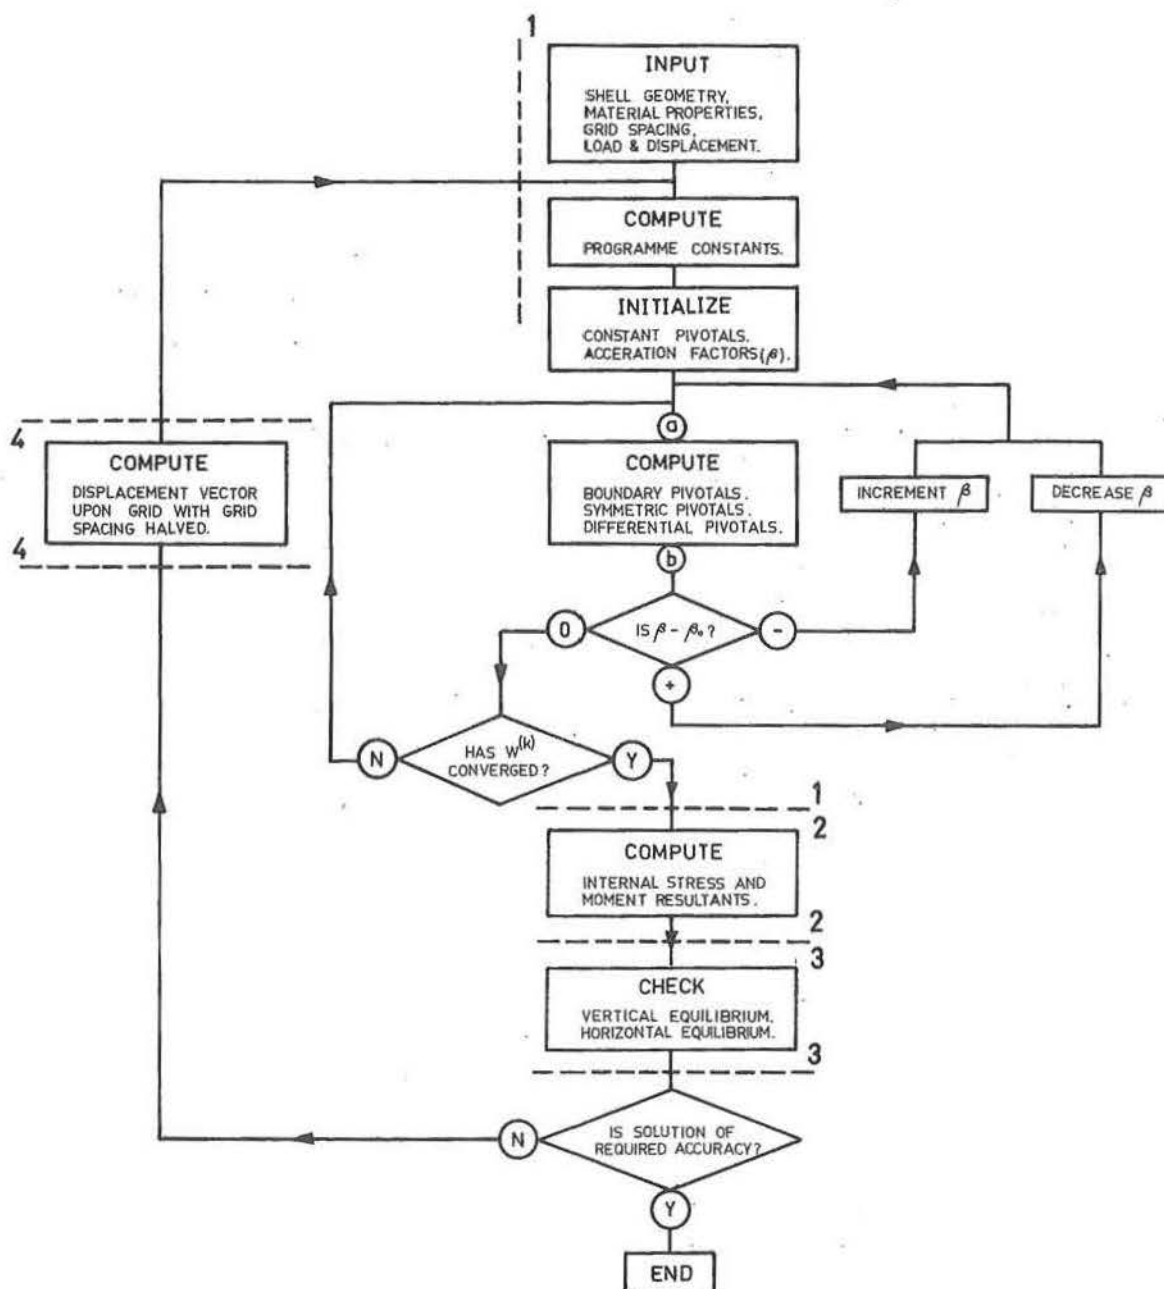 1
INPUT
SHELL GEOMETRY,
MATERIAL PROPERTIES,
GRID SPACING,
LOAD & DISPLACEMENT.
COMPUTE
PROGRAMME CONSTANTS.
INITIALIZE
CONSTANT PIVOTALS.
ACCERATION FACTORS(β).
a
4
COMPUTE
DISPLACEMENT VECTOR
UPON GRID WITH GRID
SPACING HALVED.
4
COMPUTE
BOUNDARY PIVOTALS.
SYMMETRIC PIVOTALS.
DIFFERENTIAL PIVOTALS.
INCREMENT β
DECREASE β
b
0
IS β - β₀ ?
-
+
N
HAS W(k)
CONVERGED?
Y
1
2
COMPUTE
INTERNAL STRESS AND
MOMENT RESULTANTS.
2
3
CHECK
VERTICAL EQUILIBRIUM.
HORIZONTAL EQUILIBRIUM.
3
N
IS SOLUTION OF
REQUIRED ACCURACY?
Y
END